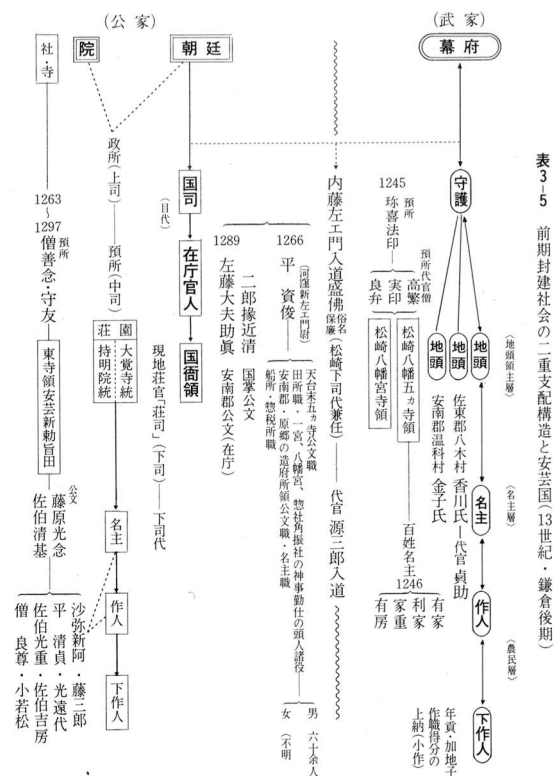 表3-5 前期封建社会の二重支配構造と安芸国(13世紀・鎌倉後期)
(武家)
幕府
守護
地頭
地頭
地頭
(地頭領主層)
名主
(名主層)
作人
(農民層)
下作人
佐東郡八木村 香川氏―代官 貞助
安南郡温科村 金子氏
年貢・加地子
作職得分の
上納(小作)
1245
預所
珎喜法印
預所代官僧
高繁
実印
良弁
松崎八幡五ヵ寺領
松崎八幡宮寺領
百姓名主
1246
有家
利家
家重
有房
内藤左ェ門入道盛佛 俗名保廉 (松崎下司代兼任)――代官 源三郎入道
(公家)
朝廷
国司
(目代)
在庁官人
国衙領
1266
(河窪新左ェ門尉)
平 資俊
天台末五ヵ寺公文職
田所職・一宮、八幡宮、惣社角振社の神事勤仕の頭人諸役
安南郡・原郷の造府所領公文職・名主職
船所・惣税所職
男 六十余人
女 (不明
二郎掾近清 国掌公文
1289
左藤大夫助眞 安南郡公文(在庁)
院
政所(上司)――預所(中司)
現地荘官「荘司」(下司)――下司代
荘園
大覚寺統
持明院統
名主
作人
下作人
社・寺
1263
〜
1297
預所
僧善念・守友
東寺領安芸新勅旨田
公文
藤原光念
佐伯清基
沙弥新阿・藤三郎
平 清貞・光遠代
佐伯光重・佐伯吉房
僧 良尊・小若松